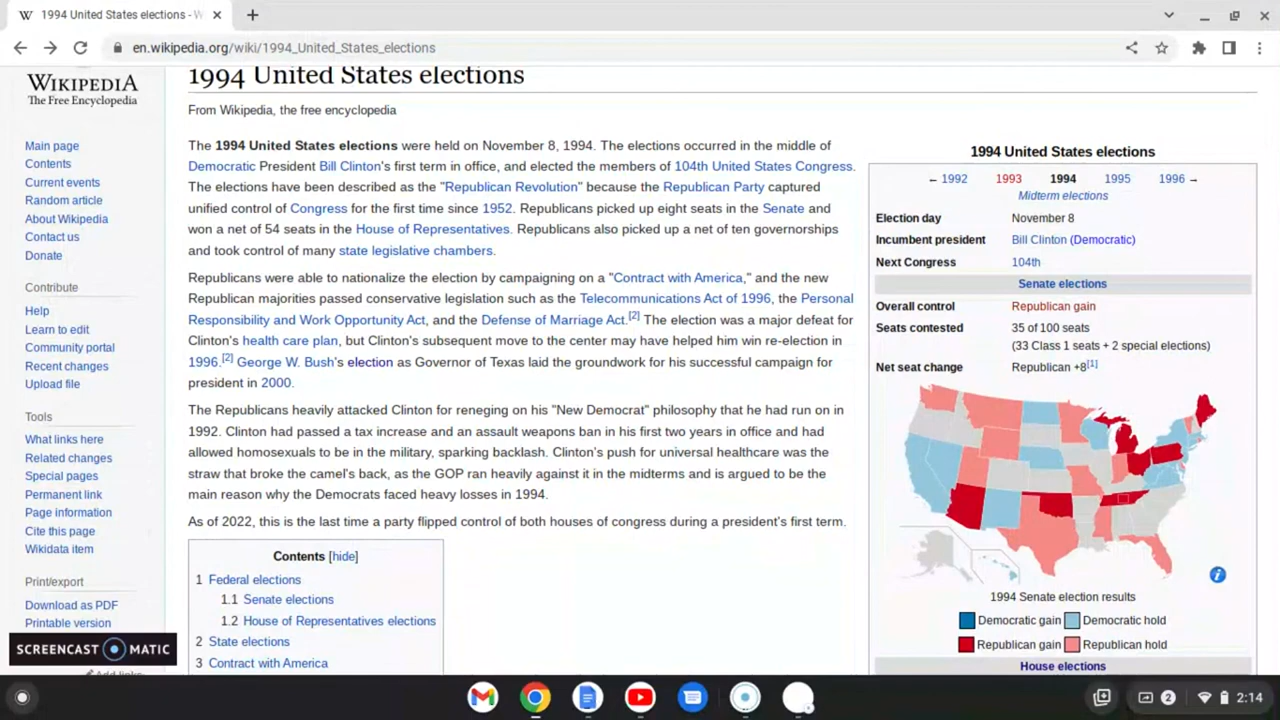 1994 United States elections - W
en.wikipedia.org/wiki/1994_United_States_elections
WIKIPEDIA
The Free Encyclopedia
Main page
Contents
Current events
Random article
About Wikipedia
Contact us
Donate
Contribute
Help
Learn to edit
Community portal
Recent changes
Upload file
Tools
What links here
Related changes
Special pages
Permanent link
Page information
Cite this page
Wikidata item
Print/export
Download as PDF
Printable version
Add links
SCREENCAST MATIC
1994 United States elections
From Wikipedia, the free encyclopedia
The 1994 United States elections were held on November 8, 1994. The elections occurred in the middle of
Democratic President Bill Clinton's first term in office, and elected the members of 104th United States Congress.
The elections have been described as the "Republican Revolution" because the Republican Party captured
unified control of Congress for the first time since 1952. Republicans picked up eight seats in the Senate and
won a net of 54 seats in the House of Representatives. Republicans also picked up a net of ten governorships
and took control of many state legislative chambers.
Republicans were able to nationalize the election by campaigning on a "Contract with America," and the new
Republican majorities passed conservative legislation such as the Telecommunications Act of 1996, the Personal
Responsibility and Work Opportunity Act, and the Defense of Marriage Act.[2] The election was a major defeat for
Clinton's health care plan, but Clinton's subsequent move to the center may have helped him win re-election in
1996.[2] George W. Bush's election as Governor of Texas laid the groundwork for his successful campaign for
president in 2000.
The Republicans heavily attacked Clinton for reneging on his "New Democrat" philosophy that he had run on in
1992. Clinton had passed a tax increase and an assault weapons ban in his first two years in office and had
allowed homosexuals to be in the military, sparking backlash. Clinton's push for universal healthcare was the
straw that broke the camel's back, as the GOP ran heavily against it in the midterms and is argued to be the
main reason why the Democrats faced heavy losses in 1994.
As of 2022, this is the last time a party flipped control of both houses of congress during a president's first term.
Contents [hide]
1 Federal elections
1.1 Senate elections
1.2 House of Representatives elections
2 State elections
3 Contract with America
1994 United States elections
← 1992 1993 1994 1995 1996 →
Midterm elections
Election day November 8
Incumbent president Bill Clinton (Democratic)
Next Congress 104th
Senate elections
Overall control Republican gain
Seats contested 35 of 100 seats
(33 Class 1 seats + 2 special elections)
Net seat change Republican +8[1]
1994 Senate election results
Democratic gain Democratic hold
Republican gain Republican hold
House elections
2 2:14